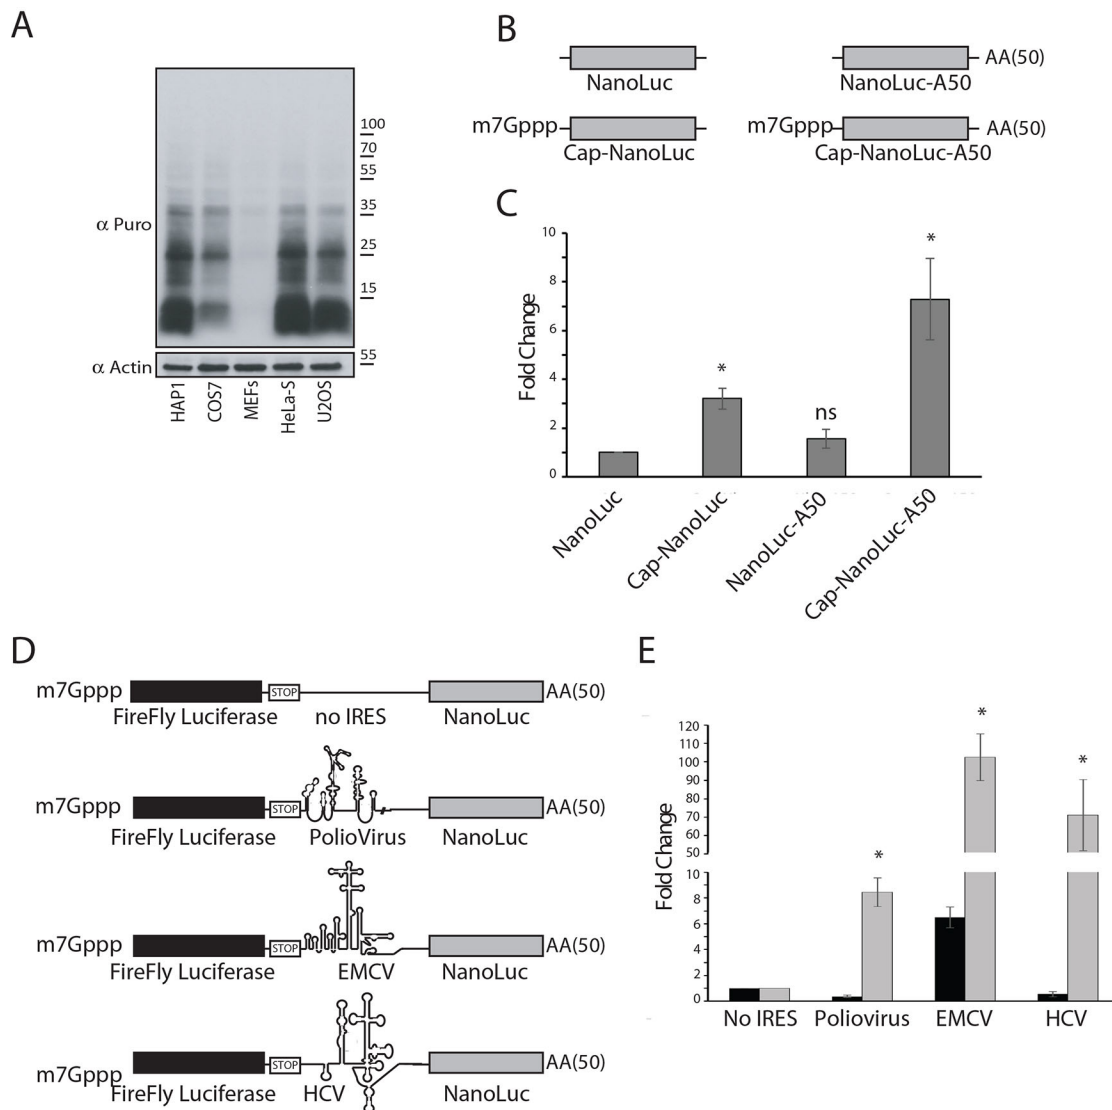 A
100
70
55
35
α Puro
25
15
55
α Actin
HAP1
COS7
MEFs
HeLa-S
U2OS
B
AA(50)
NanoLuc
NanoLuc-A50
m7Gppp
m7Gppp
AA(50)
Cap-NanoLuc
Cap-NanoLuc-A50
C
Fold Change
10
8
6
4
2
0
*
ns
*
NanoLuc
Cap-NanoLuc
NanoLuc-A50
Cap-NanoLuc-A50
D
m7Gppp
STOP
AA(50)
FireFly Luciferase
no IRES
NanoLuc
m7Gppp
STOP
AA(50)
FireFly Luciferase
PolioVirus
NanoLuc
m7Gppp
STOP
AA(50)
FireFly Luciferase
EMCV
NanoLuc
m7Gppp
STOP
AA(50)
FireFly Luciferase
HCV
NanoLuc
E
Fold Change
120
110
100
90
80
70
60
50
10
8
6
4
2
0
*
*
*
No IRES
Poliovirus
EMCV
HCV